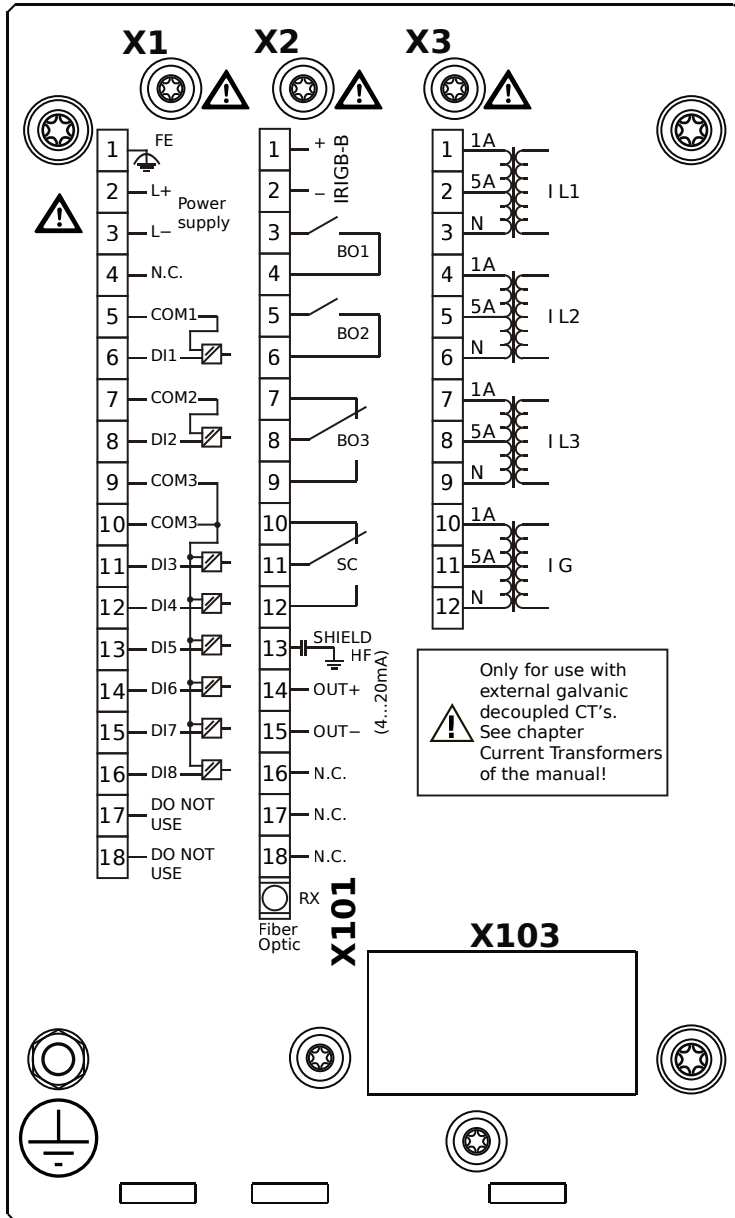 X1
X2
X3
1 FE
2 L+
3 L−
Power
supply
4 N.C.
5 COM1
6 DI1
7 COM2
8 DI2
9 COM3
10 COM3
11 DI3
12 DI4
13 DI5
14 DI6
15 DI7
16 DI8
17 DO NOT
USE
18 DO NOT
USE
1 +
2 −
IRIGB-B
3
4
BO1
5
6
BO2
7
8 BO3
9
10
11 SC
12
13 SHIELD
HF
14 OUT+
15 OUT−
(4...20mA)
16 N.C.
17 N.C.
18 N.C.
RX
Fiber
Optic
X101
1 1A
2 5A I L1
3 N
4 1A
5 5A I L2
6 N
7 1A
8 5A I L3
9 N
10 1A
11 5A I G
12 N
Only for use with
external galvanic
decoupled CT's.
See chapter
Current Transformers
of the manual!
X103